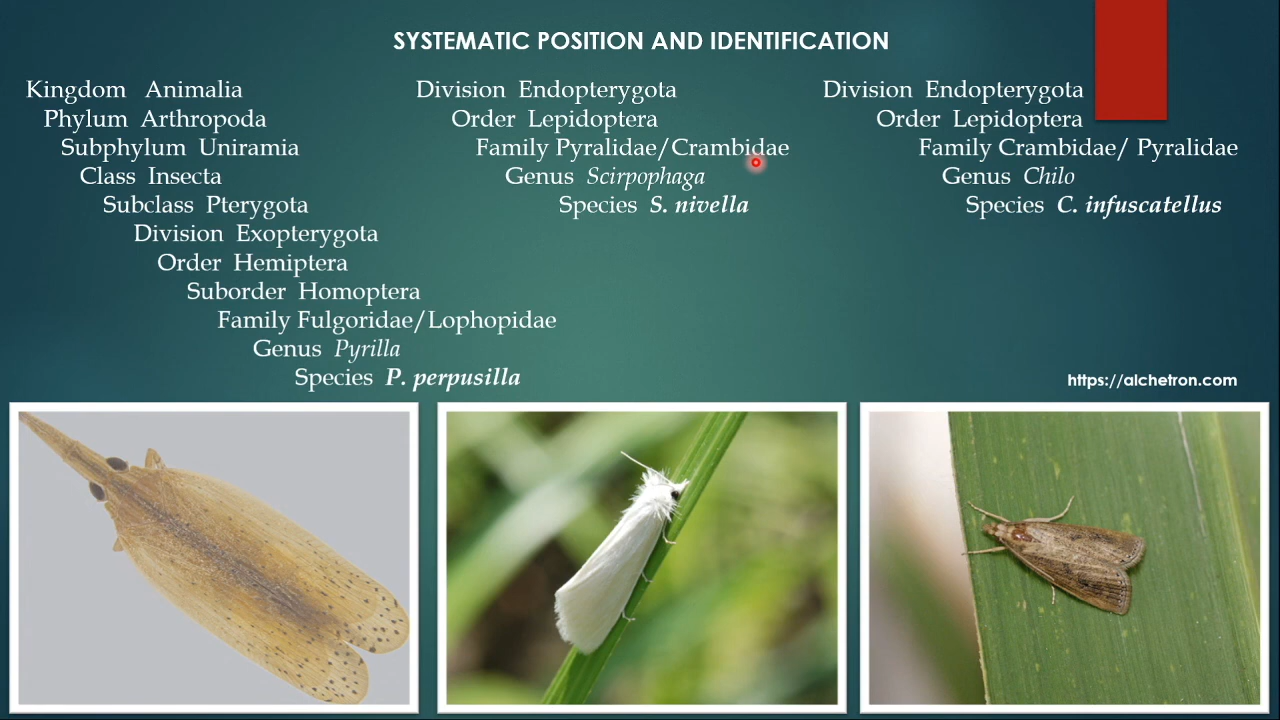 SYSTEMATIC POSITION AND IDENTIFICATION
Kingdom Animalia
Phylum Arthropoda
Subphylum Uniramia
Class Insecta
Subclass Pterygota
Division Exopterygota
Order Hemiptera
Suborder Homoptera
Family Fulgoridae/Lophopidae
Genus Pyrilla
Species P. perpusilla
Division Endopterygota
Order Lepidoptera
Family Pyralidae/Crambidae
Genus Scirpophaga
Species S. nivella
Division Endopterygota
Order Lepidoptera
Family Crambidae/ Pyralidae
Genus Chilo
Species C. infuscatellus
https://alchetron.com